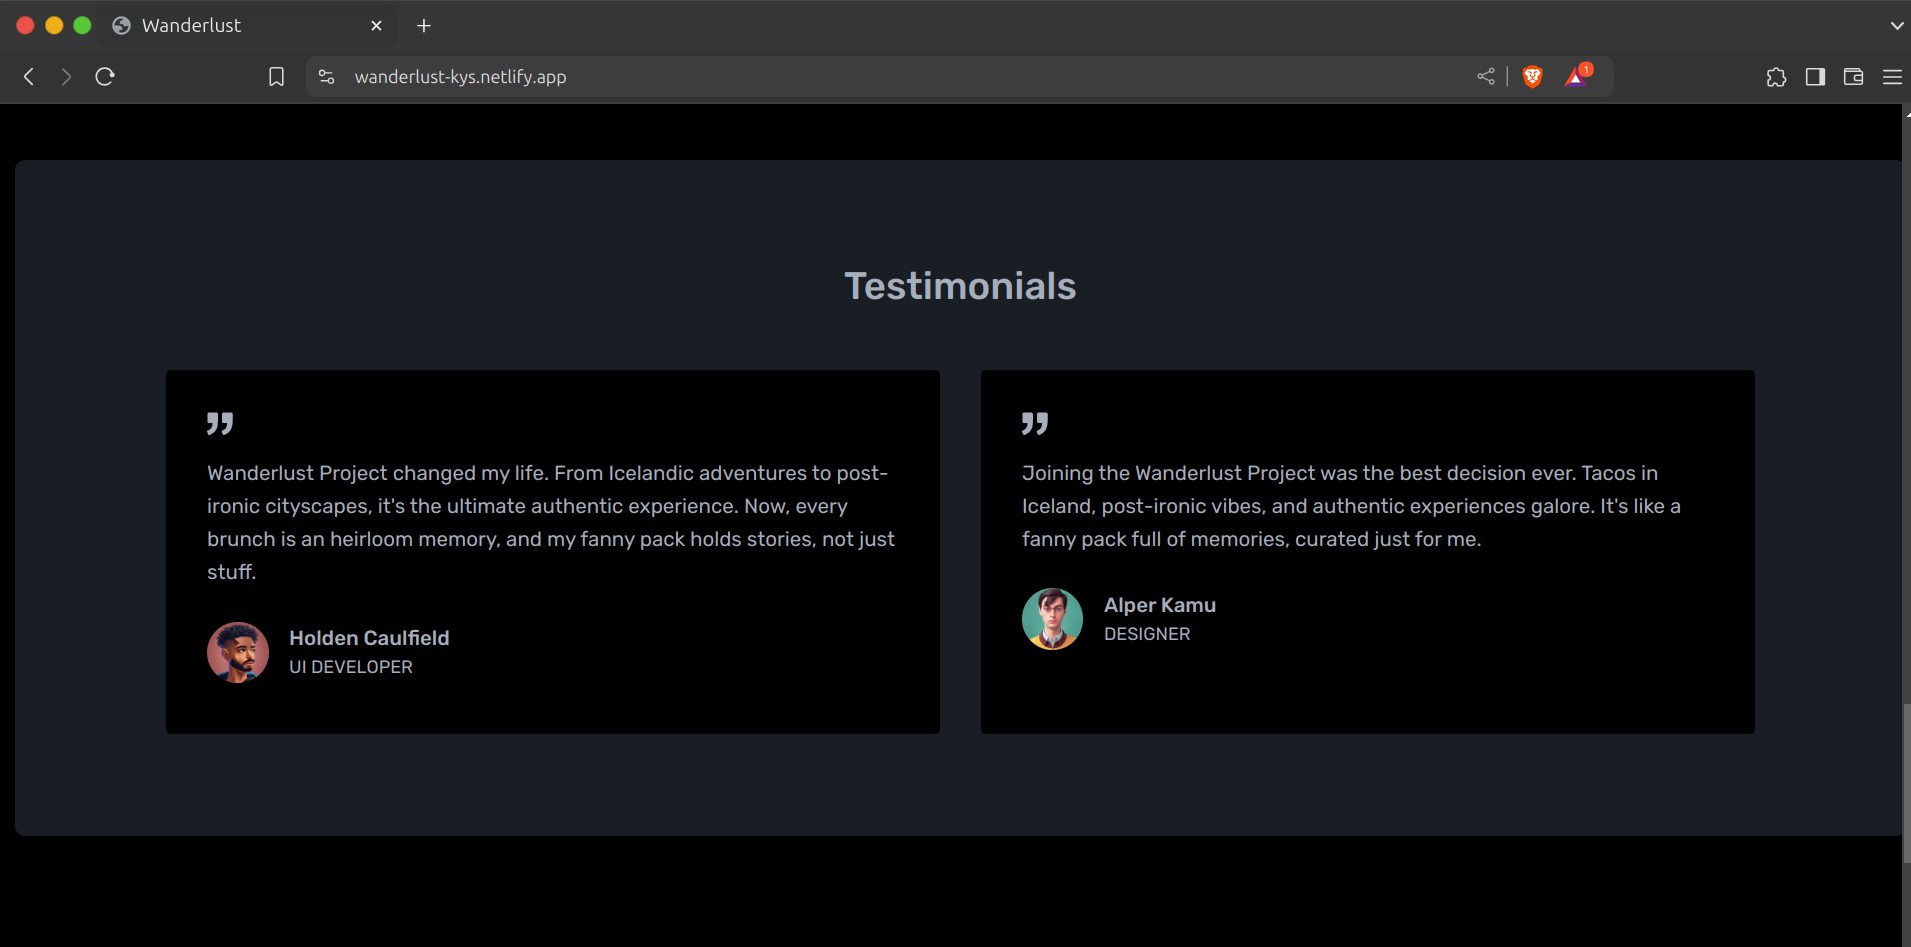 Wanderlust
wanderlust-kys.netlify.app
1
Testimonials
Wanderlust Project changed my life. From Icelandic adventures to post-
ironic cityscapes, it's the ultimate authentic experience. Now, every
brunch is an heirloom memory, and my fanny pack holds stories, not just
stuff.
Holden Caulfield
UI DEVELOPER
Joining the Wanderlust Project was the best decision ever. Tacos in
Iceland, post-ironic vibes, and authentic experiences galore. It's like a
fanny pack full of memories, curated just for me.
Alper Kamu
DESIGNER